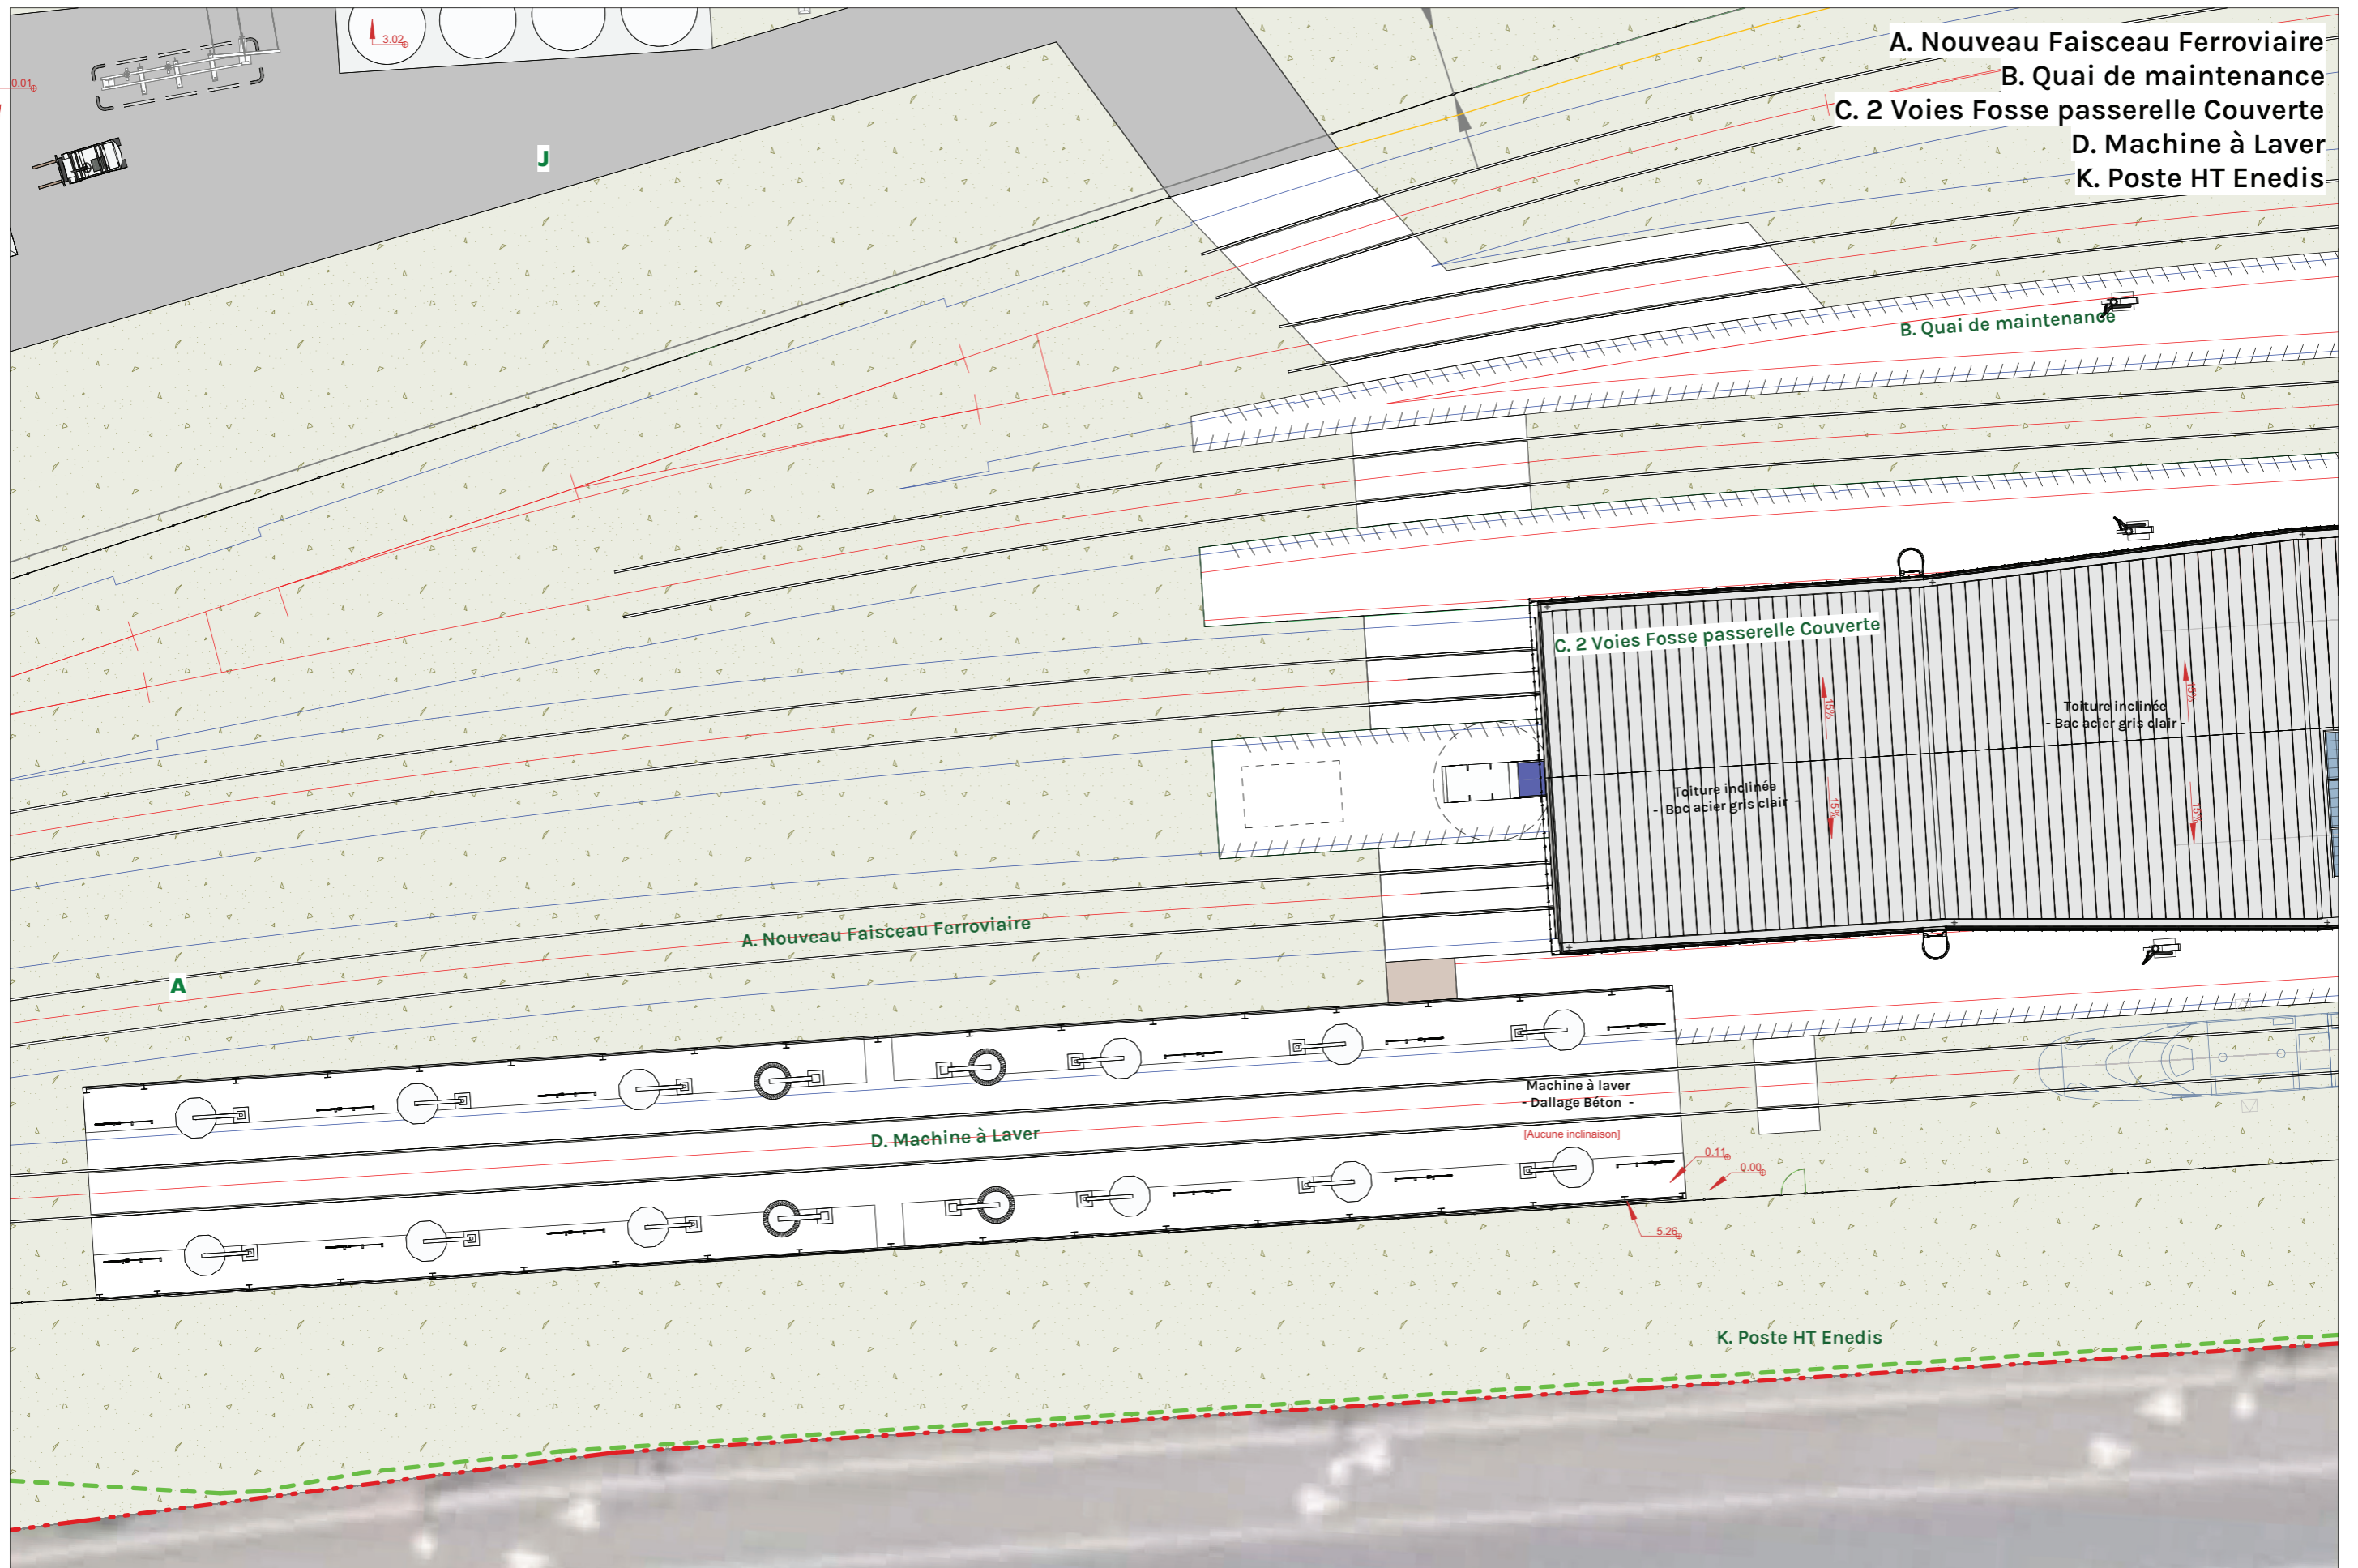 A. Nouveau Faisceau Ferroviaire
B. Quai de maintenance
C. 2 Voies Fosse passerelle Couverte
D. Machine à Laver
K. Poste HT Enedis
3.02
0.01
J
B. Quai de maintenance
C. 2 Voies Fosse passerelle Couverte
15%
15%
Toiture inclinée
- Bac acier gris clair -
Toiture inclinée
- Bac acier gris clair -
15%
15%
A. Nouveau Faisceau Ferroviaire
A
Machine à laver
- Dallage Béton -
D. Machine à Laver
[Aucune inclinaison]
0.11
0.00
5.26
K. Poste HT Enedis